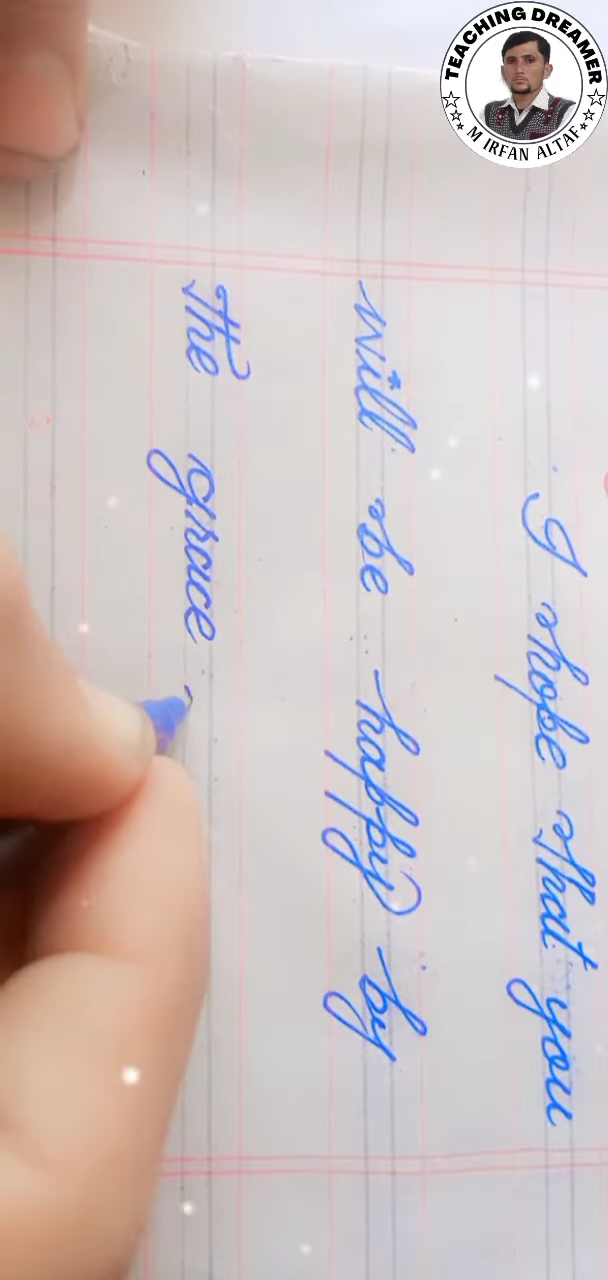 TEACHING DREAMER
M IRFAN ALTAF
I hope that you
will be happy by
the grace